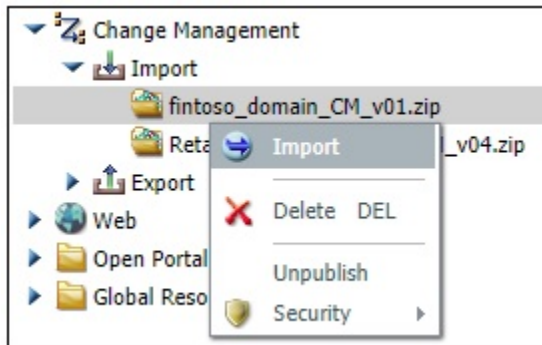 Change Management
Import
fintoso_domain_CM_v01.zip
Reta
Import
_v04.zip
Export
Delete DEL
Web
Open Portal
Unpublish
Global Reso
Security